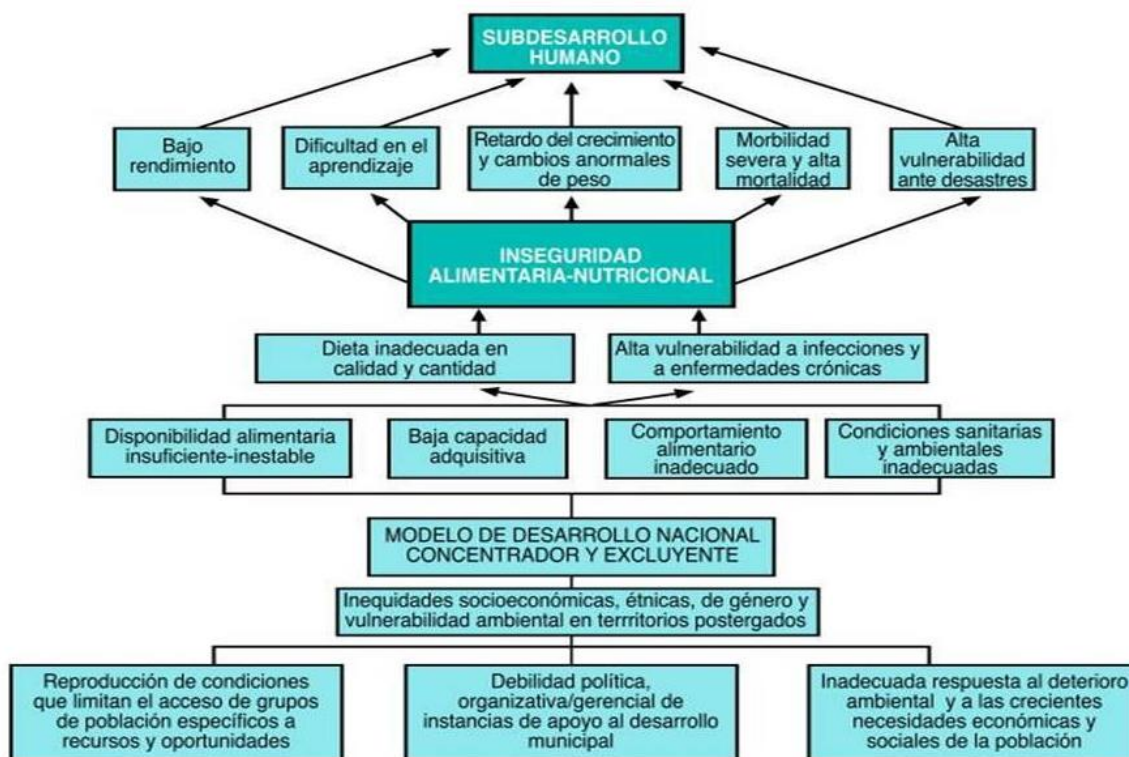 SUBDESARROLLO
HUMANO
Bajo
rendimiento
Dificultad en el
aprendizaje
Retardo del crecimiento
y cambios anormales
de peso
Morbilidad
severa y alta
mortalidad
Alta
vulnerabilidad
ante desastres
INSEGURIDAD
ALIMENTARIA-NUTRICIONAL
Dieta inadecuada en
calidad y cantidad
Alta vulnerabilidad a infecciones y
a enfermedades crónicas
Disponibilidad alimentaria
insuficiente-inestable
Baja capacidad
adquisitiva
Comportamiento
alimentario
inadecuado
Condiciones sanitarias
y ambientales
inadecuadas
MODELO DE DESARROLLO NACIONAL
CONCENTRADOR Y EXCLUYENTE
Inequidades socioeconómicas, étnicas, de género y
vulnerabilidad ambiental en terrritorios postergados
Reproducción de condiciones
que limitan el acceso de grupos
de población específicos a
recursos y oportunidades
Debilidad política,
organizativa/gerencial de
instancias de apoyo al desarrollo
municipal
Inadecuada respuesta al deterioro
ambiental y a las crecientes
necesidades económicas y
sociales de la población